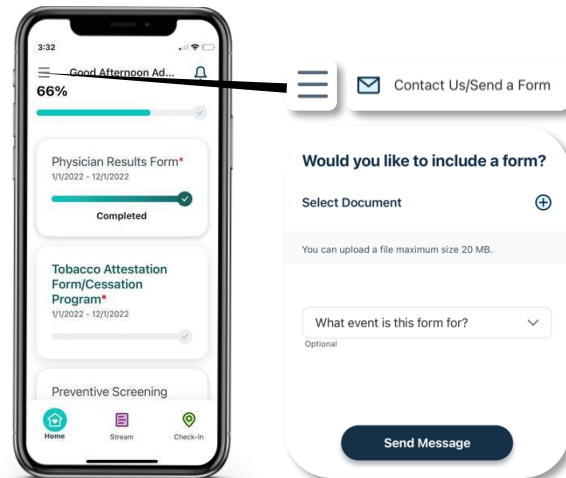 3:32
Good Afternoon Ad...
66%
Physician Results Form*
1/1/2022 - 12/1/2022
Completed
Tobacco Attestation
Form/Cessation
Program*
1/1/2022 - 12/1/2022
Preventive Screening
Home
Stream
Check-In
Contact Us/Send a Form
Would you like to include a form?
Select Document
You can upload a file maximum size 20 MB.
What event is this form for?
Optional
Send Message